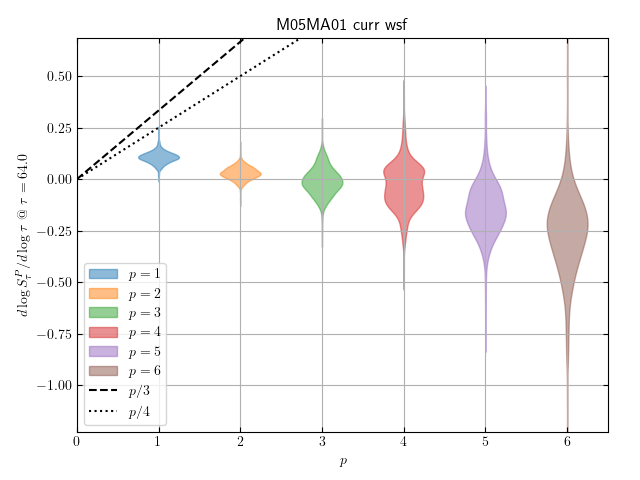 M05MA01 curr wsf
d log S_τ^p / d log τ @ τ = 64.0
0.50
0.25
0.00
−0.25
−0.50
−0.75
−1.00
p = 1
p = 2
p = 3
p = 4
p = 5
p = 6
p/3
p/4
0 1 2 3 4 5 6
p